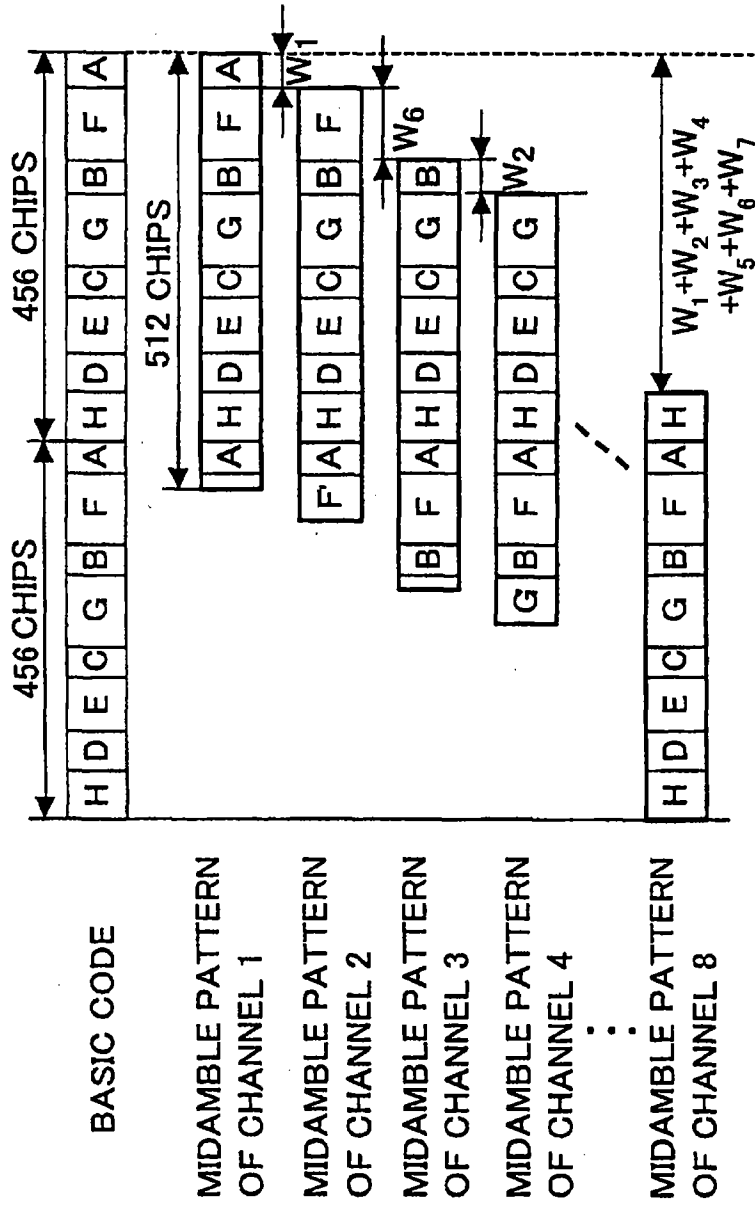 456 CHIPS
456 CHIPS
BASIC CODE
H D E C G B F A H D E C G B F A
512 CHIPS
MIDAMBLE PATTERN
OF CHANNEL 1
A H D E C G B F A
W1
MIDAMBLE PATTERN
OF CHANNEL 2
F A H D E C G B F
W6
MIDAMBLE PATTERN
OF CHANNEL 3
B F A H D E C G B
W2
MIDAMBLE PATTERN
OF CHANNEL 4
G B F A H D E C G
MIDAMBLE PATTERN
OF CHANNEL 8
H D E C G B F A H
W1+W2+W3+W4
+W5+W6+W7